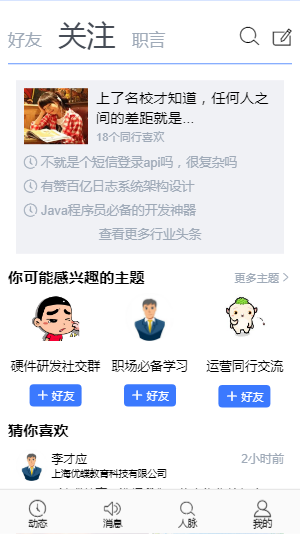 好友 关注 职言
上了名校才知道，任何人之
间的差距就是...
18个同行喜欢
不就是个短信登录api吗，很复杂吗
有赞百亿日志系统架构设计
Java程序员必备的开发神器
查看更多行业头条
你可能感兴趣的主题 更多主题
硬件研发社交群 职场必备学习 运营同行交流
+ 好友 + 好友 + 好友
猜你喜欢
李才应 2小时前
上海优蝶教育科技有限公司
动态 消息 人脉 我的